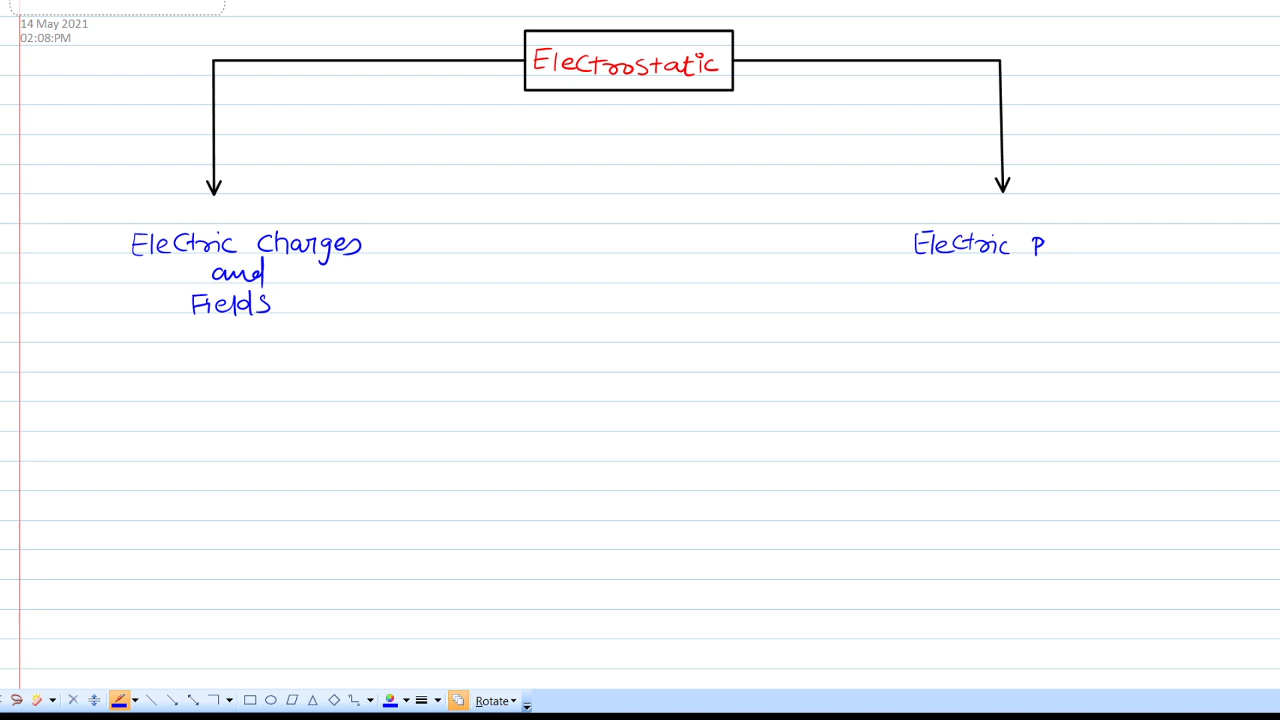 14 May 2021
02:08:PM
Electrostatic
Electric Charges
and
Fields
Electric P
Rotate